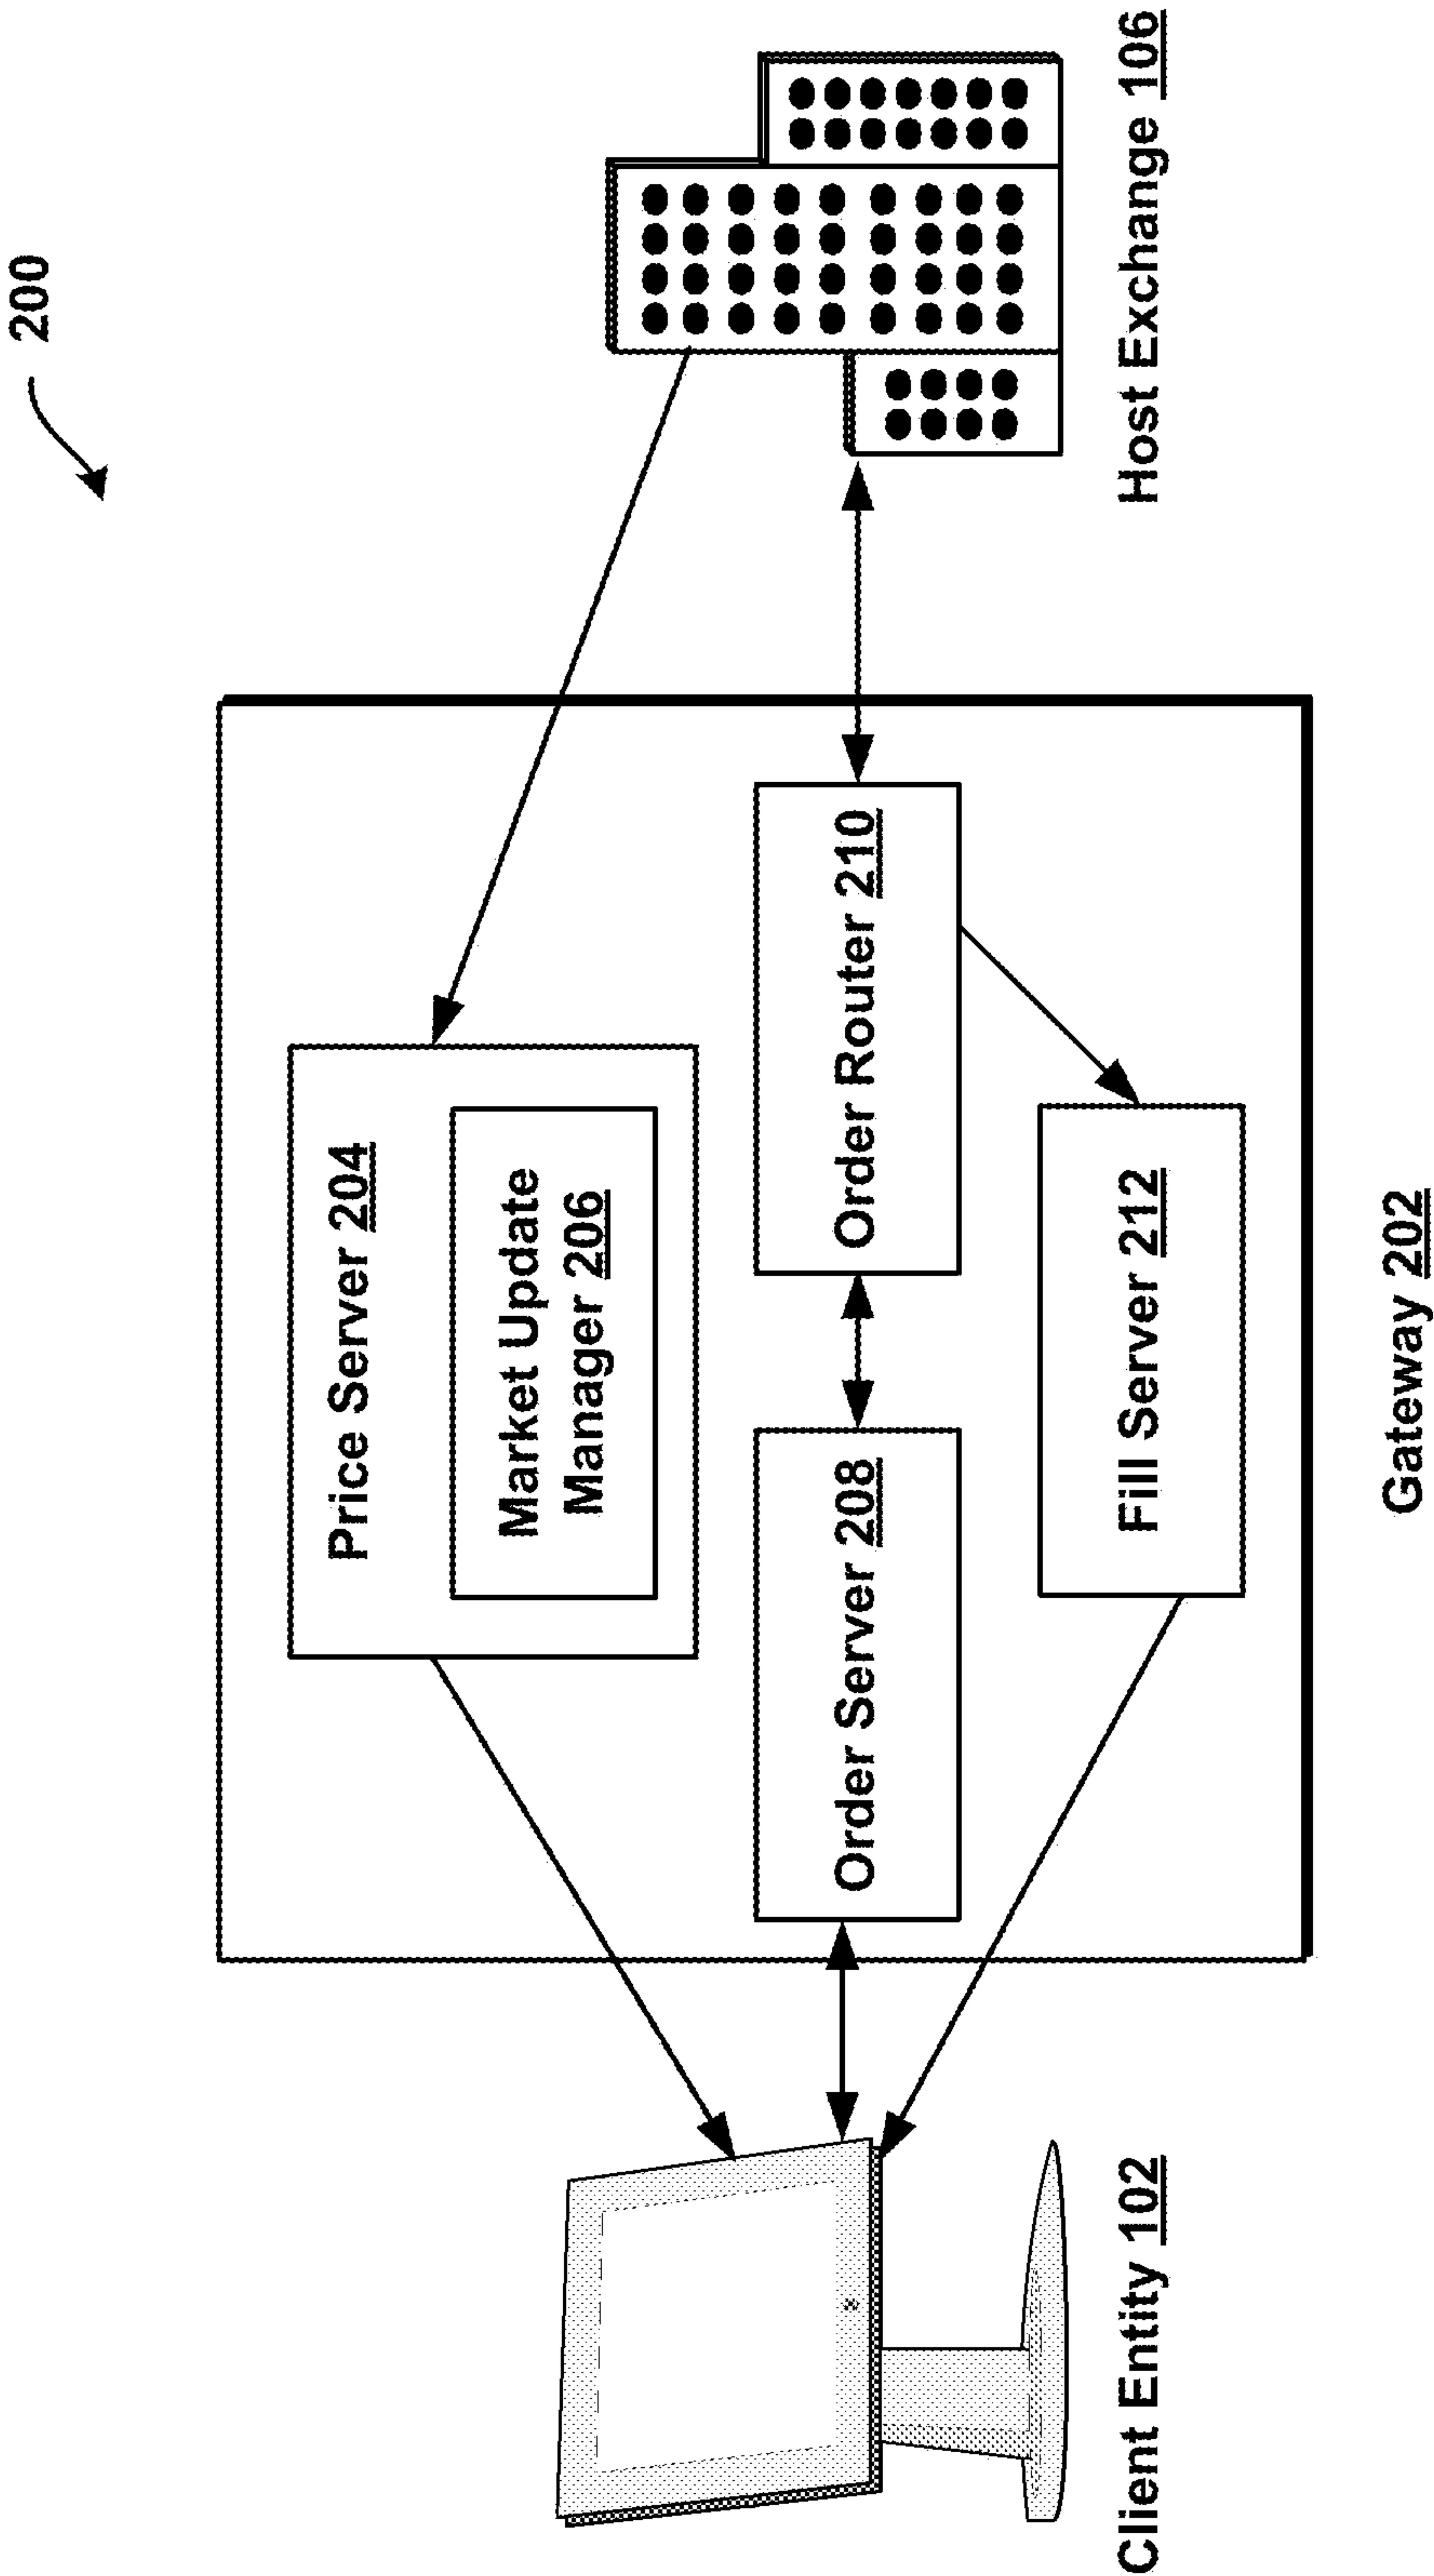 200
Price Server 204
Market Update
Manager 206
Order Server 208
Order Router 210
Fill Server 212
Client Entity 102
Host Exchange 106
Gateway 202